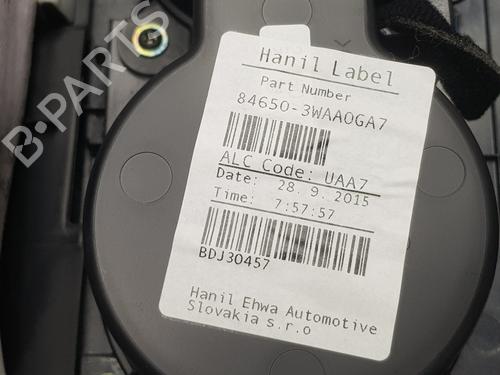 B-PARTS
Hanil Label
Part Number
84650-3WAA0GA7
ALC Code: UAA7
Date: 28. 9. 2015
Time: 7:57:57
BDJ30457
Hanil Ehwa Automotive
Slovakia s.r.o